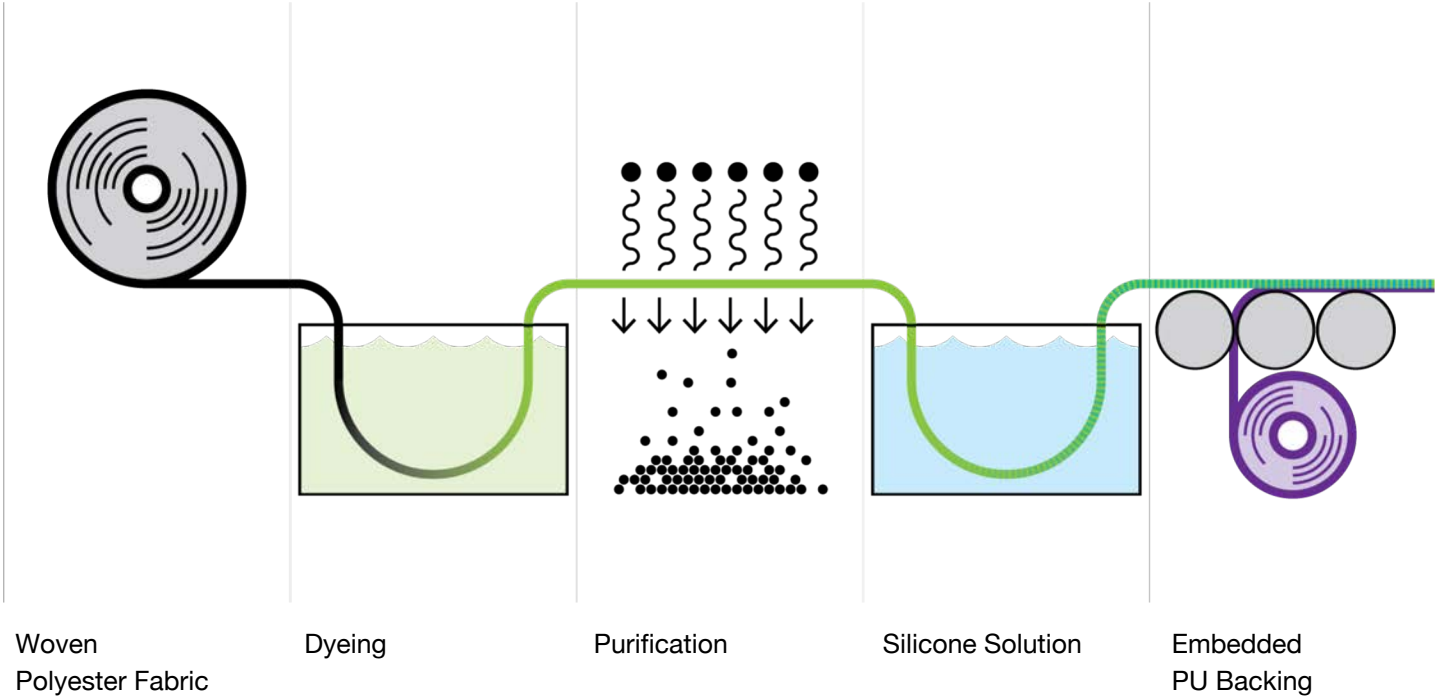 Woven
Polyester Fabric
Dyeing
Purification
Silicone Solution
Embedded
PU Backing